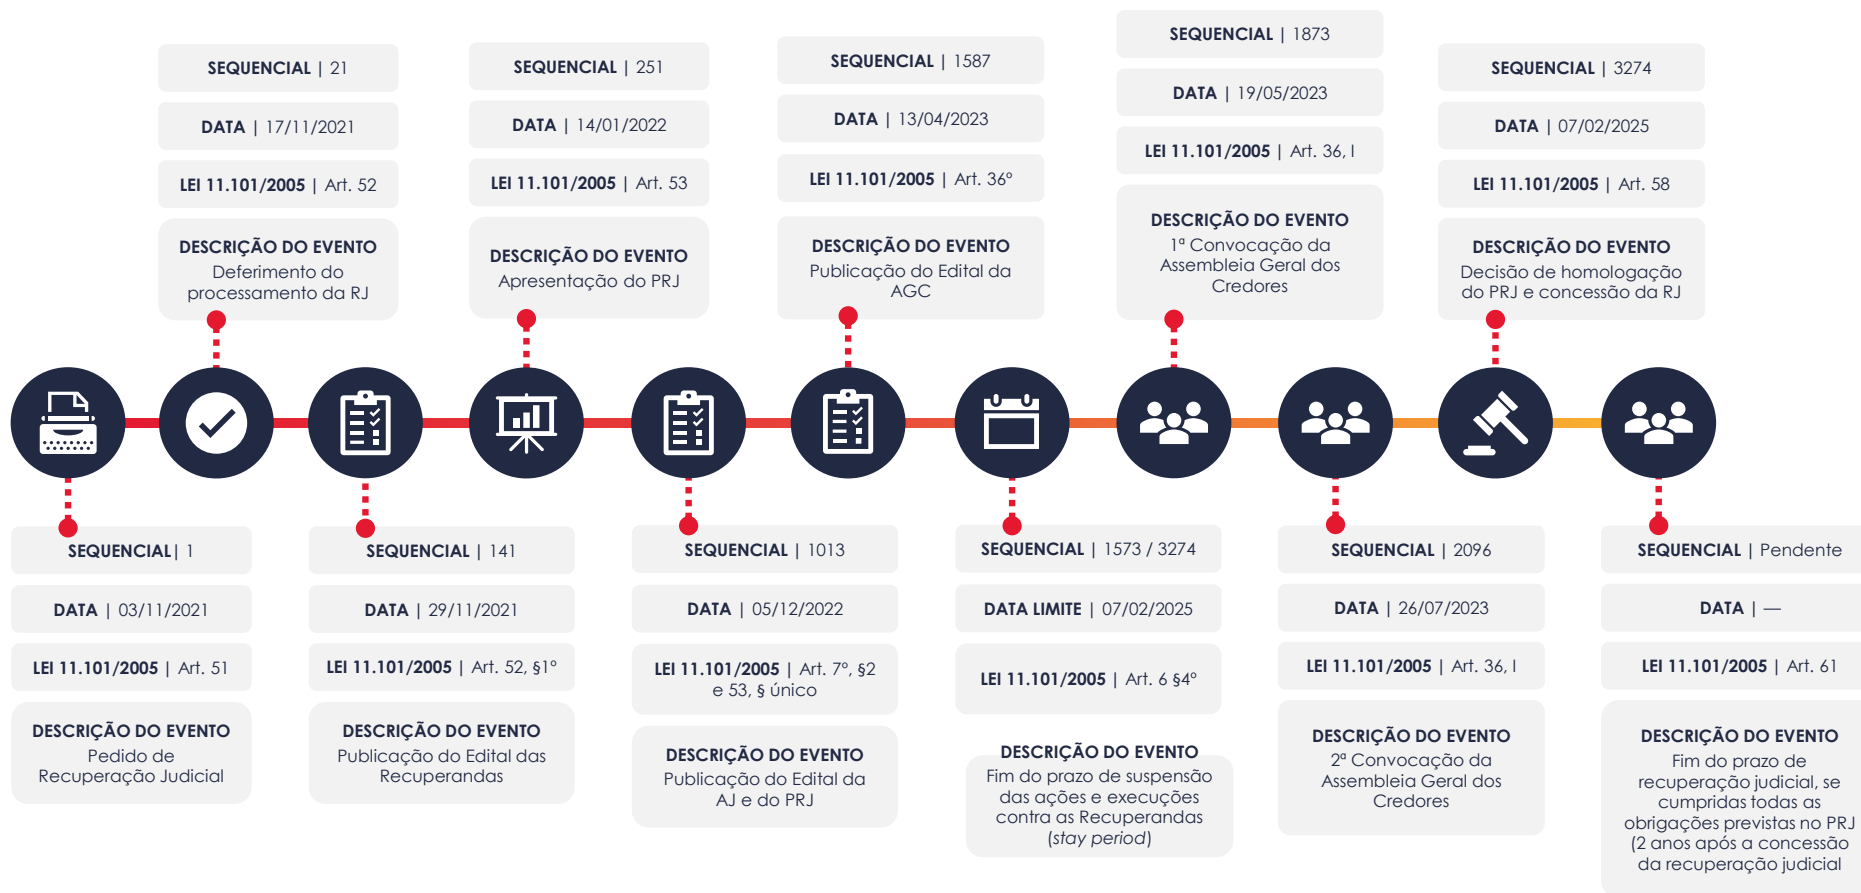 SEQUENCIAL | 21
DATA | 17/11/2021
LEI 11.101/2005 | Art. 52
DESCRIÇÃO DO EVENTO
Deferimento do
processamento da RJ
SEQUENCIAL | 251
DATA | 14/01/2022
LEI 11.101/2005 | Art. 53
DESCRIÇÃO DO EVENTO
Apresentação do PRJ
SEQUENCIAL | 1587
DATA | 13/04/2023
LEI 11.101/2005 | Art. 36º
DESCRIÇÃO DO EVENTO
Publicação do Edital da
AGC
SEQUENCIAL | 1873
DATA | 19/05/2023
LEI 11.101/2005 | Art. 36, I
DESCRIÇÃO DO EVENTO
1ª Convocação da
Assembleia Geral dos
Credores
SEQUENCIAL | 3274
DATA | 07/02/2025
LEI 11.101/2005 | Art. 58
DESCRIÇÃO DO EVENTO
Decisão de homologação
do PRJ e concessão da RJ
SEQUENCIAL| 1
DATA | 03/11/2021
LEI 11.101/2005 | Art. 51
DESCRIÇÃO DO EVENTO
Pedido de
Recuperação Judicial
SEQUENCIAL | 141
DATA | 29/11/2021
LEI 11.101/2005 | Art. 52, §1º
DESCRIÇÃO DO EVENTO
Publicação do Edital das
Recuperandas
SEQUENCIAL | 1013
DATA | 05/12/2022
LEI 11.101/2005 | Art. 7º, §2
e 53, § único
DESCRIÇÃO DO EVENTO
Publicação do Edital da
AJ e do PRJ
SEQUENCIAL | 1573 / 3274
DATA LIMITE | 07/02/2025
LEI 11.101/2005 | Art. 6 §4º
DESCRIÇÃO DO EVENTO
Fim do prazo de suspensão
das ações e execuções
contra as Recuperandas
(stay period)
SEQUENCIAL | 2096
DATA | 26/07/2023
LEI 11.101/2005 | Art. 36, I
DESCRIÇÃO DO EVENTO
2ª Convocação da
Assembleia Geral dos
Credores
SEQUENCIAL | Pendente
DATA | —
LEI 11.101/2005 | Art. 61
DESCRIÇÃO DO EVENTO
Fim do prazo de
recuperação judicial, se
cumpridas todas as
obrigações previstas no PRJ
(2 anos após a concessão
da recuperação judicial